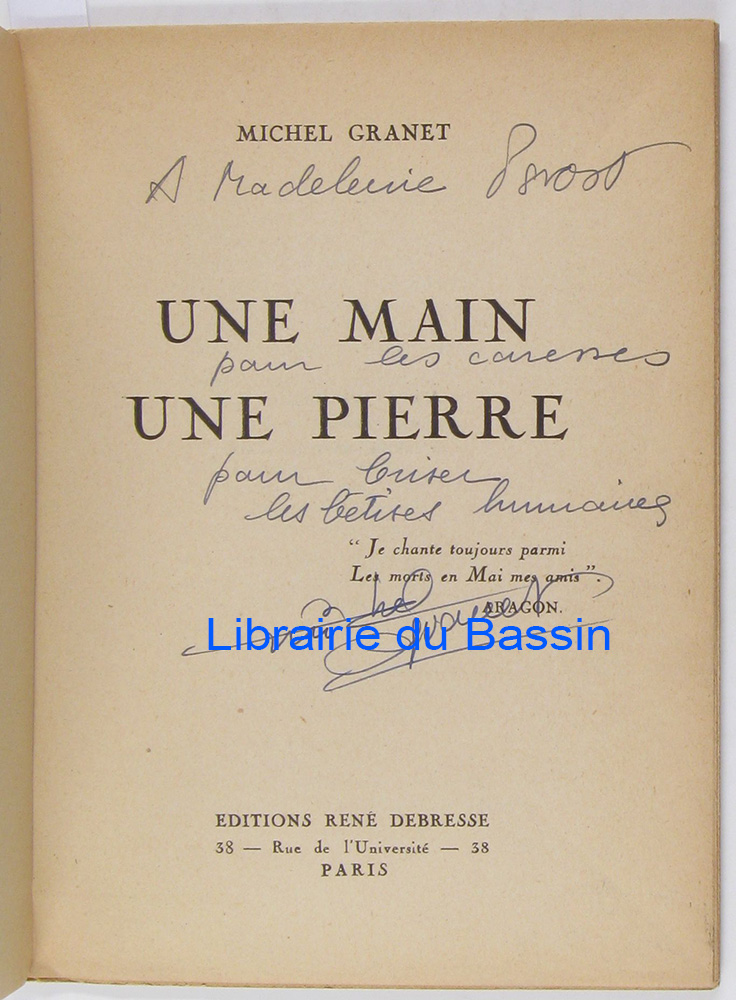 MICHEL GRANET
A Madeleine
UNE MAIN
pour les caresses
UNE PIERRE
pour briser
les bêtises humaines
“ Je chante toujours parmi
Les morts en Mai mes amis ”.
ARAGON.
Michel Granet
Librairie du Bassin
EDITIONS RENÉ DEBRESSE
38 — Rue de l'Université — 38
PARIS